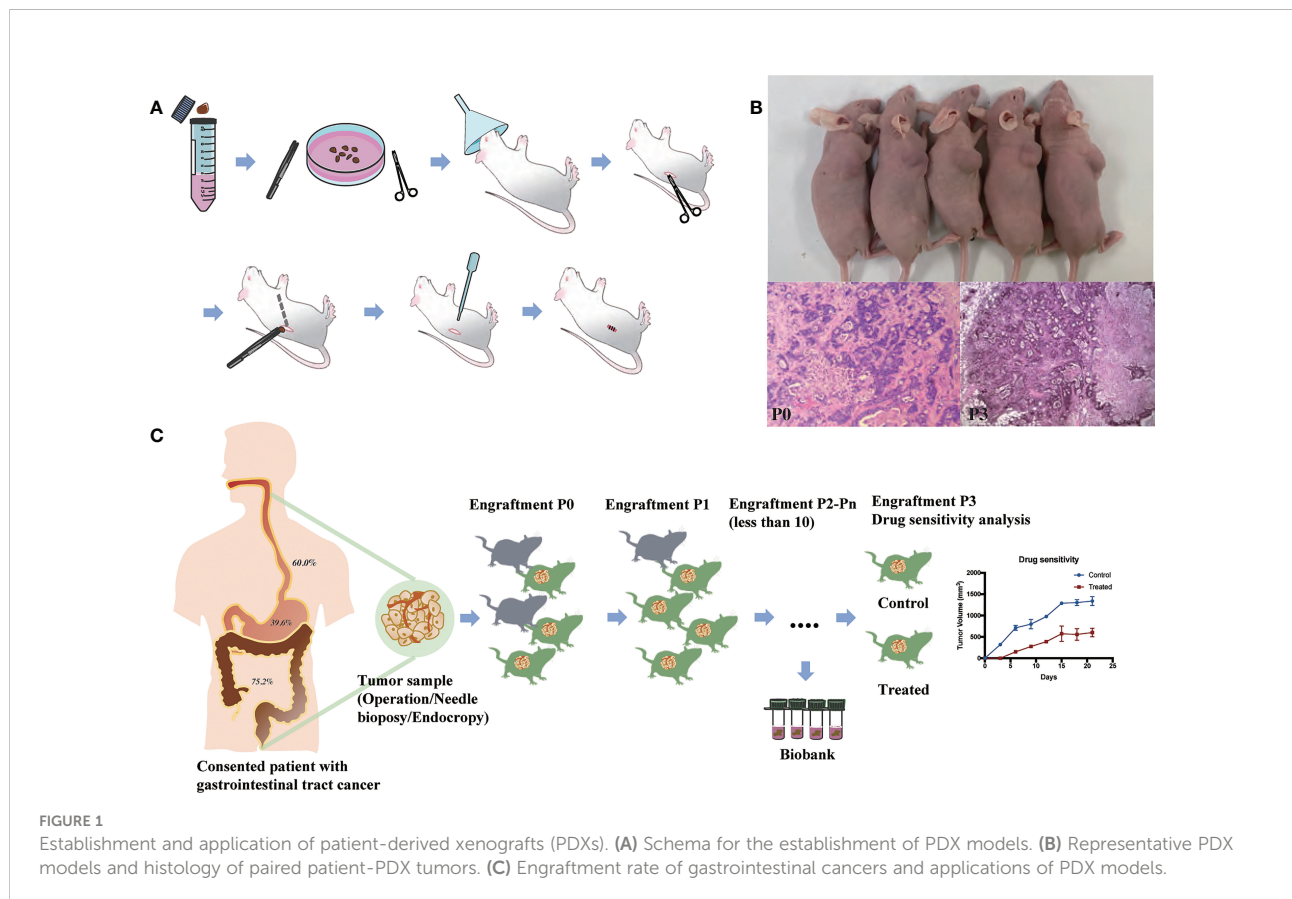 A
B
P0
P3
C
60.0%
39.6%
75.2%
Consented patient with
gastrointestinal tract cancer
Tumor sample
(Operation/Needle
bioposy/Endocropy)
Engraftment P0
Engraftment P1
Engraftment P2-Pn
(less than 10)
....
Biobank
Engraftment P3
Drug sensitivity analysis
Control
Treated
Drug sensitivity
Control
Treated
Tumor Volume (mm³)
2000
1500
1000
500
0
0 5 10 15 20 25
Days
FIGURE 1
Establishment and application of patient-derived xenografts (PDXs). (A) Schema for the establishment of PDX models. (B) Representative PDX
models and histology of paired patient-PDX tumors. (C) Engraftment rate of gastrointestinal cancers and applications of PDX models.